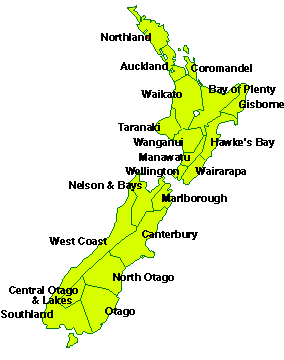 Northland
Auckland
Coromandel
Waikato
Bay of Plenty
Gisborne
Taranaki
Wanganui
Hawke's Bay
Manawatu
Wellington
Wairarapa
Nelson & Bays
Marlborough
Canterbury
West Coast
North Otago
Central Otago
& Lakes
Southland
Otago